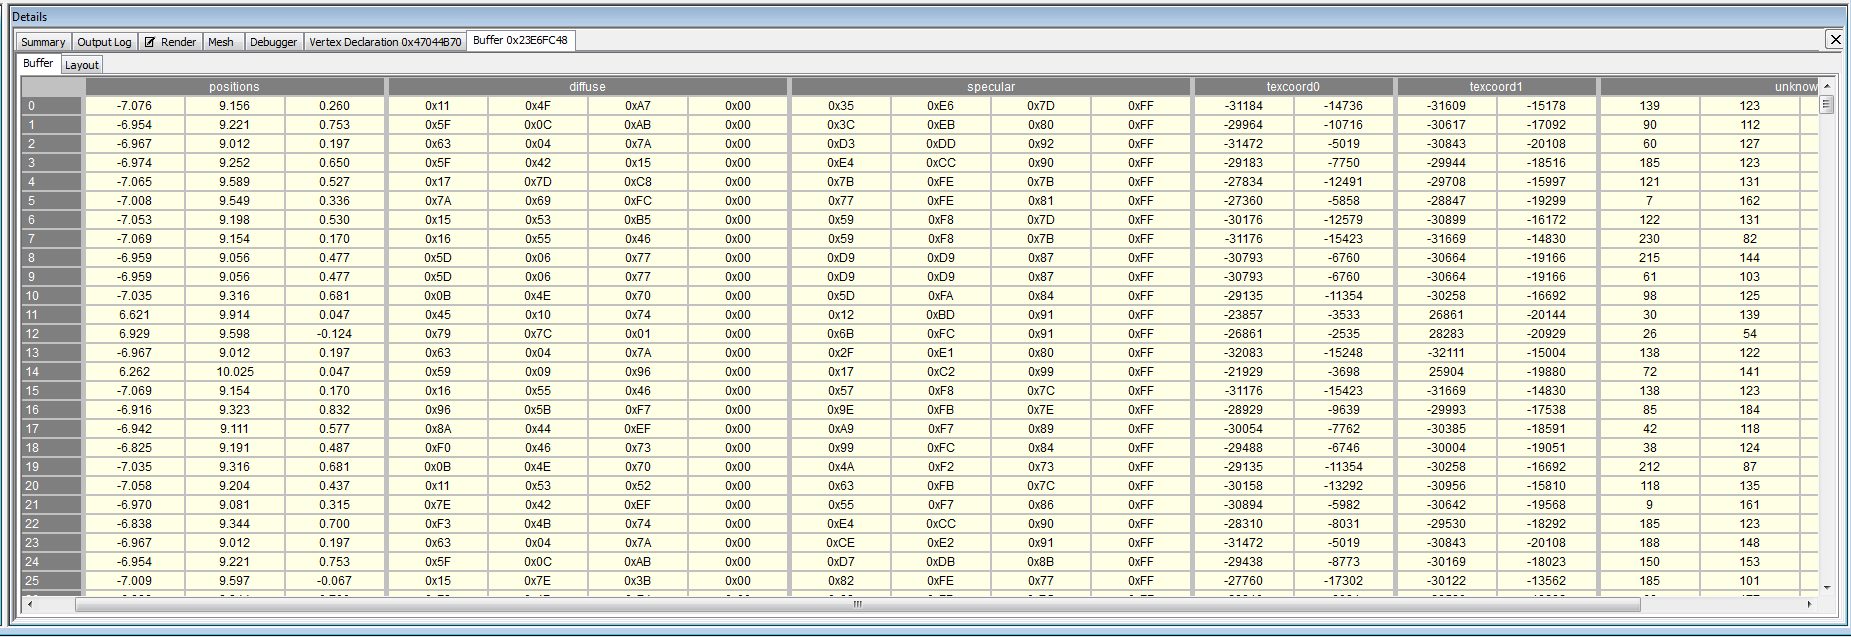 Details
Summary Output Log Render Mesh Debugger Vertex Declaration 0x47044B70 Buffer 0x23E6FC48
Buffer Layout
positions diffuse specular texcoord0 texcoord1 unknow
0 -7.076 9.156 0.260 0x11 0x4F 0xA7 0x00 0x35 0xE6 0x7D 0xFF -31184 -14736 -31609 -15178 139 123
1 -6.954 9.221 0.753 0x5F 0x0C 0xAB 0x00 0x3C 0xEB 0x80 0xFF -29964 -10716 -30617 -17092 90 112
2 -6.967 9.012 0.197 0x63 0x04 0x7A 0x00 0xD3 0xDD 0x92 0xFF -31472 -5019 -30843 -20108 60 127
3 -6.974 9.252 0.650 0x5F 0x42 0x15 0x00 0xE4 0xCC 0x90 0xFF -29183 -7750 -29944 -18516 185 123
4 -7.065 9.589 0.527 0x17 0x7D 0xC8 0x00 0x7B 0xFE 0x7B 0xFF -27834 -12491 -29708 -15997 121 131
5 -7.008 9.549 0.336 0x7A 0x69 0xFC 0x00 0x77 0xFE 0x81 0xFF -27360 -5858 -28847 -19299 7 162
6 -7.053 9.198 0.530 0x15 0x53 0xB5 0x00 0x59 0xF8 0x7D 0xFF -30176 -12579 -30899 -16172 122 131
7 -7.069 9.154 0.170 0x16 0x55 0x46 0x00 0x59 0xF8 0x7B 0xFF -31176 -15423 -31669 -14830 230 82
8 -6.959 9.056 0.477 0x5D 0x06 0x77 0x00 0xD9 0xD9 0x87 0xFF -30793 -6760 -30664 -19166 215 144
9 -6.959 9.056 0.477 0x5D 0x06 0x77 0x00 0xD9 0xD9 0x87 0xFF -30793 -6760 -30664 -19166 61 103
10 -7.035 9.316 0.681 0x0B 0x4E 0x70 0x00 0x5D 0xFA 0x84 0xFF -29135 -11354 -30258 -16692 98 125
11 6.621 9.914 0.047 0x45 0x10 0x74 0x00 0x12 0xBD 0x91 0xFF -23857 -3533 26861 -20144 30 139
12 6.929 9.598 -0.124 0x79 0x7C 0x01 0x00 0x6B 0xFC 0x91 0xFF -26861 -2535 28283 -20929 26 54
13 -6.967 9.012 0.197 0x63 0x04 0x7A 0x00 0x2F 0xE1 0x80 0xFF -32083 -15248 -32111 -15004 138 122
14 6.262 10.025 0.047 0x59 0x09 0x96 0x00 0x17 0xC2 0x99 0xFF -21929 -3698 25904 -19880 72 141
15 -7.069 9.154 0.170 0x16 0x55 0x46 0x00 0x57 0xF8 0x7C 0xFF -31176 -15423 -31669 -14830 138 123
16 -6.916 9.323 0.832 0x96 0x5B 0xF7 0x00 0x9E 0xFB 0x7E 0xFF -28929 -9639 -29993 -17538 85 184
17 -6.942 9.111 0.577 0x8A 0x44 0xEF 0x00 0xA9 0xF7 0x89 0xFF -30054 -7762 -30385 -18591 42 118
18 -6.825 9.191 0.487 0xF0 0x46 0x73 0x00 0x99 0xFC 0x84 0xFF -29488 -6746 -30004 -19051 38 124
19 -7.035 9.316 0.681 0x0B 0x4E 0x70 0x00 0x4A 0xF2 0x73 0xFF -29135 -11354 -30258 -16692 212 87
20 -7.058 9.204 0.437 0x11 0x53 0x52 0x00 0x63 0xFB 0x7C 0xFF -30158 -13292 -30956 -15810 118 135
21 -6.970 9.081 0.315 0x7E 0x42 0xEF 0x00 0x55 0xF7 0x86 0xFF -30894 -5982 -30642 -19568 9 161
22 -6.838 9.344 0.700 0xF3 0x4B 0x74 0x00 0xE4 0xCC 0x90 0xFF -28310 -8031 -29530 -18292 185 123
23 -6.967 9.012 0.197 0x63 0x04 0x7A 0x00 0xCE 0xE2 0x91 0xFF -31472 -5019 -30843 -20108 188 148
24 -6.954 9.221 0.753 0x5F 0x0C 0xAB 0x00 0xD7 0xDB 0x8B 0xFF -29438 -8773 -30169 -18023 150 153
25 -7.009 9.597 -0.067 0x15 0x7E 0x3B 0x00 0x82 0xFE 0x77 0xFF -27760 -17302 -30122 -13562 185 101